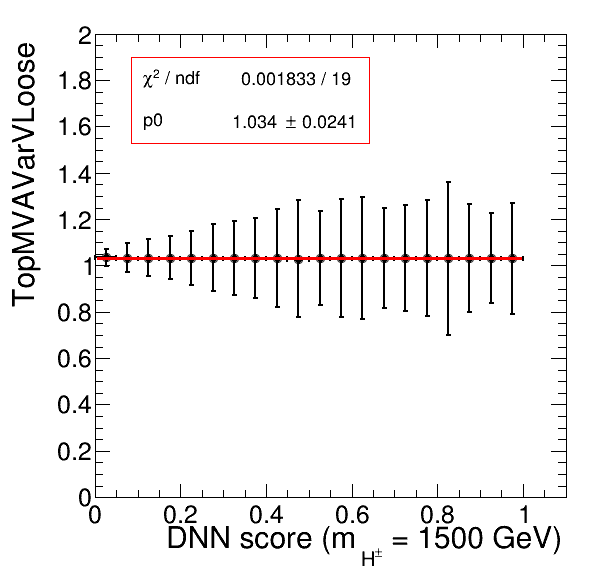 TopMVAVarVLoose
2
1.8
1.6
1.4
1.2
1
0.8
0.6
0.4
0.2
0
χ² / ndf 0.001833 / 19
p0 1.034 ± 0.0241
0 0.2 0.4 0.6 0.8 1
DNN score (m_H± = 1500 GeV)